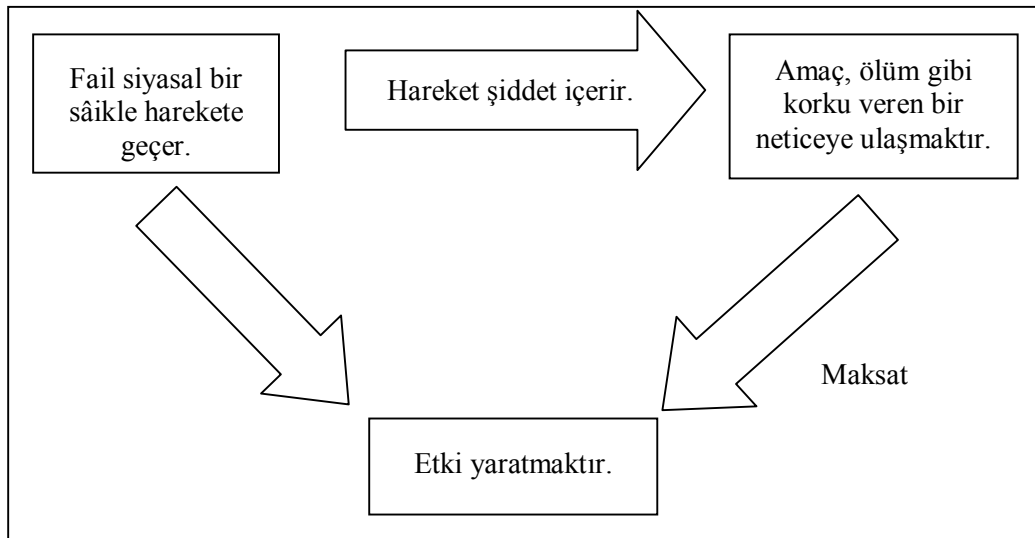 Fail siyasal bir
sâikle harekete
geçer.
Hareket şiddet içerir.
Amaç, ölüm gibi
korku veren bir
neticeye ulaşmaktır.
Maksat
Etki yaratmaktır.